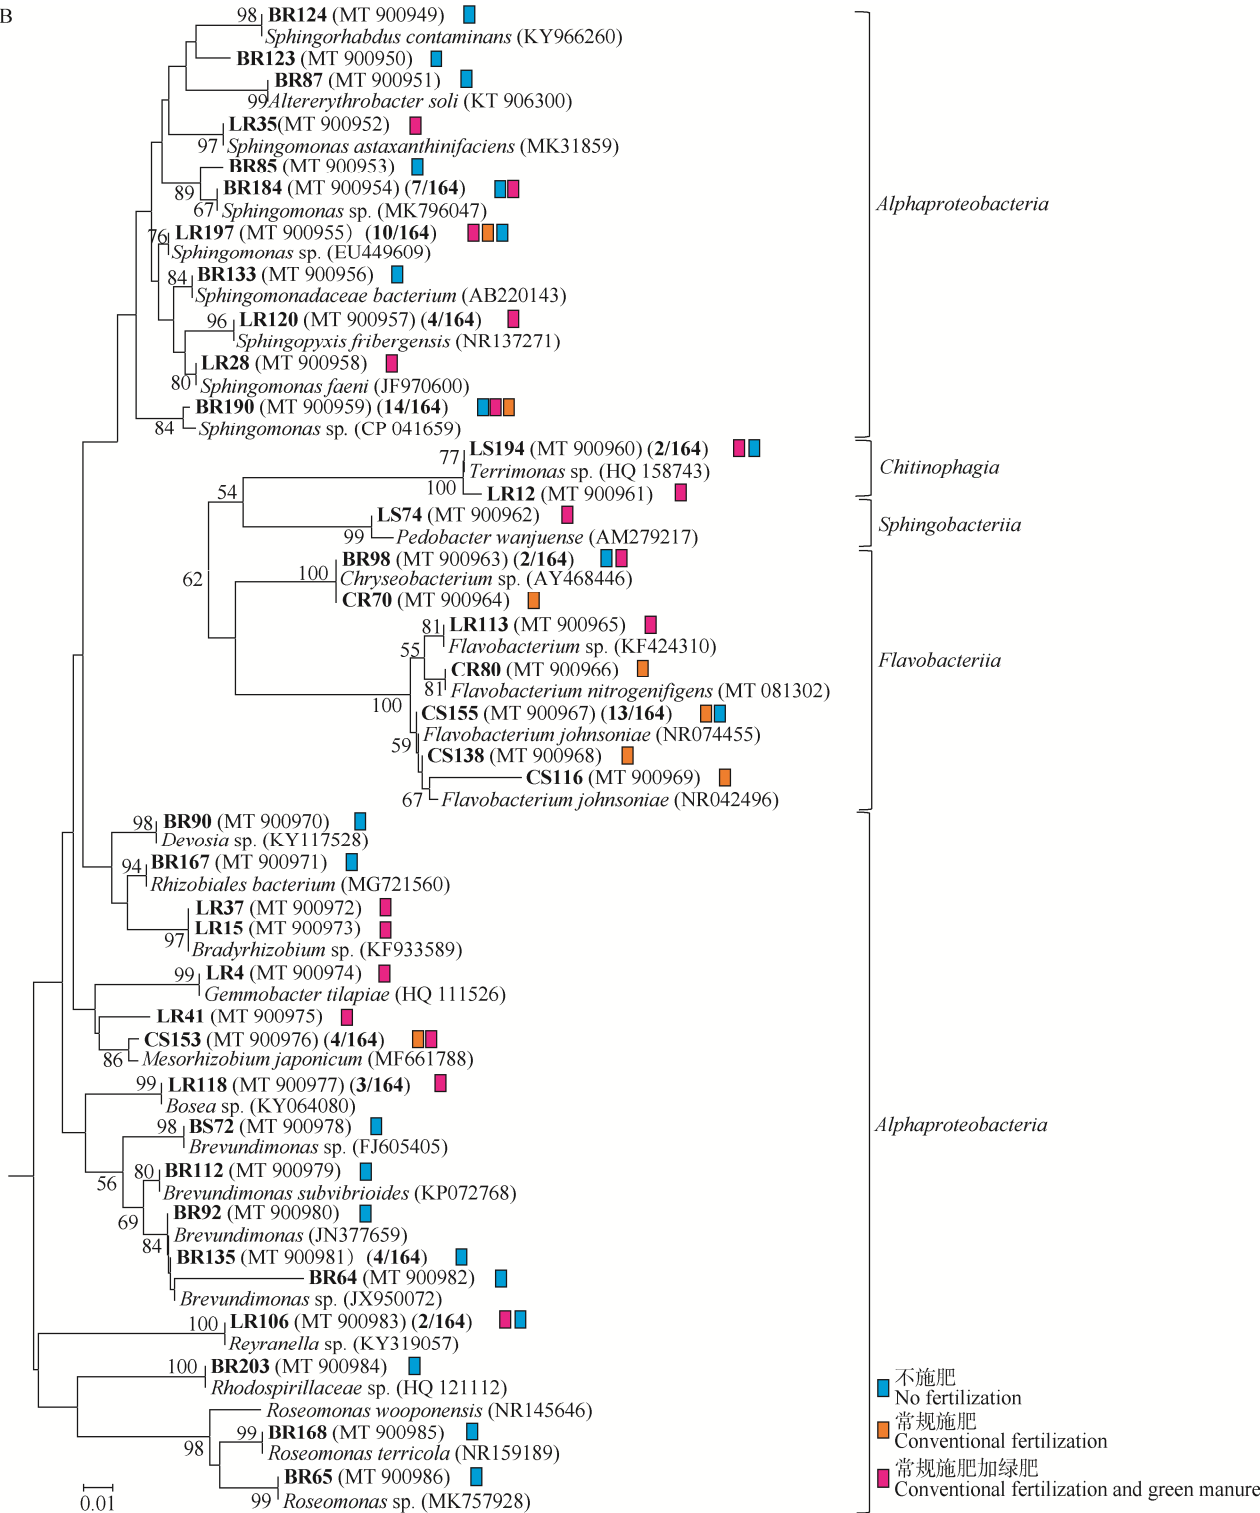 B
98 BR124 (MT 900949)
Sphingorhabdus contaminans (KY966260)
BR123 (MT 900950)
BR87 (MT 900951)
99 Altererythrobacter soli (KT 906300)
LR35(MT 900952)
97 Sphingomonas astaxanthinifaciens (MK31859)
BR85 (MT 900953)
89 BR184 (MT 900954) (7/164)
67 Sphingomonas sp. (MK796047)
Alphaproteobacteria
76 LR197 (MT 900955) (10/164)
Sphingomonas sp. (EU449609)
84 BR133 (MT 900956)
Sphingomonadaceae bacterium (AB220143)
96 LR120 (MT 900957) (4/164)
Sphingopyxis fribergensis (NR137271)
LR28 (MT 900958)
80 Sphingomonas faeni (JF970600)
BR190 (MT 900959) (14/164)
84 Sphingomonas sp. (CP 041659)
77 LS194 (MT 900960) (2/164)
Terrimonas sp. (HQ 158743)
Chitinophagia
100 LR12 (MT 900961)
54
LS74 (MT 900962)
Sphingobacteriia
99 Pedobacter wanjuense (AM279217)
BR98 (MT 900963) (2/164)
100 Chryseobacterium sp. (AY468446)
62
CR70 (MT 900964)
81 LR113 (MT 900965)
Flavobacterium sp. (KF424310)
55
Flavobacteriia
CR80 (MT 900966)
81 Flavobacterium nitrogenifigens (MT 081302)
100
CS155 (MT 900967) (13/164)
Flavobacterium johnsoniae (NR074455)
59
CS138 (MT 900968)
CS116 (MT 900969)
67 Flavobacterium johnsoniae (NR042496)
98 BR90 (MT 900970)
Devosia sp. (KY117528)
94 BR167 (MT 900971)
Rhizobiales bacterium (MG721560)
LR37 (MT 900972)
LR15 (MT 900973)
97 Bradyrhizobium sp. (KF933589)
99 LR4 (MT 900974)
Gemmobacter tilapiae (HQ 111526)
LR41 (MT 900975)
CS153 (MT 900976) (4/164)
86 Mesorhizobium japonicum (MF661788)
99 LR118 (MT 900977) (3/164)
Bosea sp. (KY064080)
98 BS72 (MT 900978)
Alphaproteobacteria
Brevundimonas sp. (FJ605405)
80 BR112 (MT 900979)
56
Brevundimonas subvibrioides (KP072768)
BR92 (MT 900980)
69
Brevundimonas (JN377659)
84
BR135 (MT 900981) (4/164)
BR64 (MT 900982)
Brevundimonas sp. (JX950072)
100 LR106 (MT 900983) (2/164)
Reyranella sp. (KY319057)
100 BR203 (MT 900984)
Rhodospirillaceae sp. (HQ 121112)
Roseomonas wooponensis (NR145646)
99 BR168 (MT 900985)
98
Roseomonas terricola (NR159189)
BR65 (MT 900986)
99 Roseomonas sp. (MK757928)
0.01
不施肥
No fertilization
常规施肥
Conventional fertilization
常规施肥加绿肥
Conventional fertilization and green manure